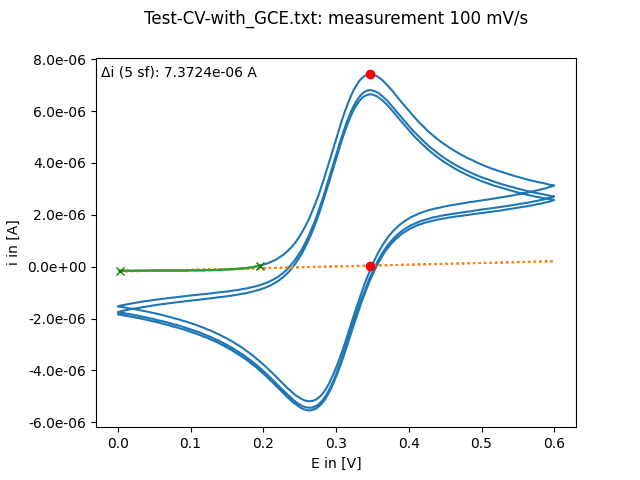 Test-CV-with_GCE.txt: measurement 100 mV/s
Δi (5 sf): 7.3724e-06 A
8.0e-06
6.0e-06
4.0e-06
2.0e-06
0.0e+00
-2.0e-06
-4.0e-06
-6.0e-06
i in [A]
0.0 0.1 0.2 0.3 0.4 0.5 0.6
E in [V]